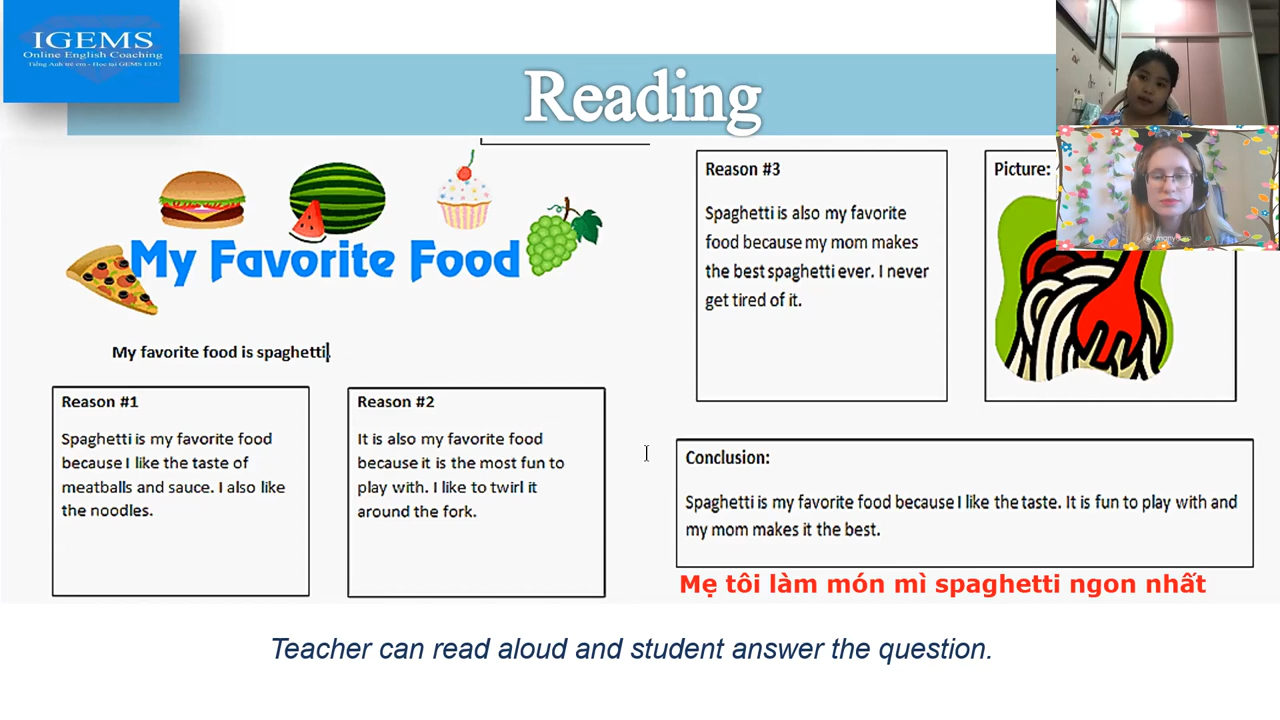 IGEMS
Online English Coaching
Tiếng Anh trẻ em - Học tại GEMS EDU
Reading
My Favorite Food
My favorite food is spaghetti.
Reason #1
Spaghetti is my favorite food
because I like the taste of
meatballs and sauce. I also like
the noodles.
Reason #2
It is also my favorite food
because it is the most fun to
play with. I like to twirl it
around the fork.
Reason #3
Spaghetti is also my favorite
food because my mom makes
the best spaghetti ever. I never
get tired of it.
Picture:
Conclusion:
Spaghetti is my favorite food because I like the taste. It is fun to play with and
my mom makes it the best.
Mẹ tôi làm món mì spaghetti ngon nhất
Teacher can read aloud and student answer the question.